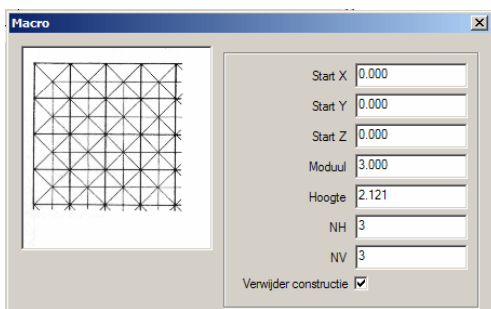 Macro
Start X 0.000
Start Y 0.000
Start Z 0.000
Moduul 3.000
Hoogte 2.121
NH 3
NV 3
Verwijder constructie